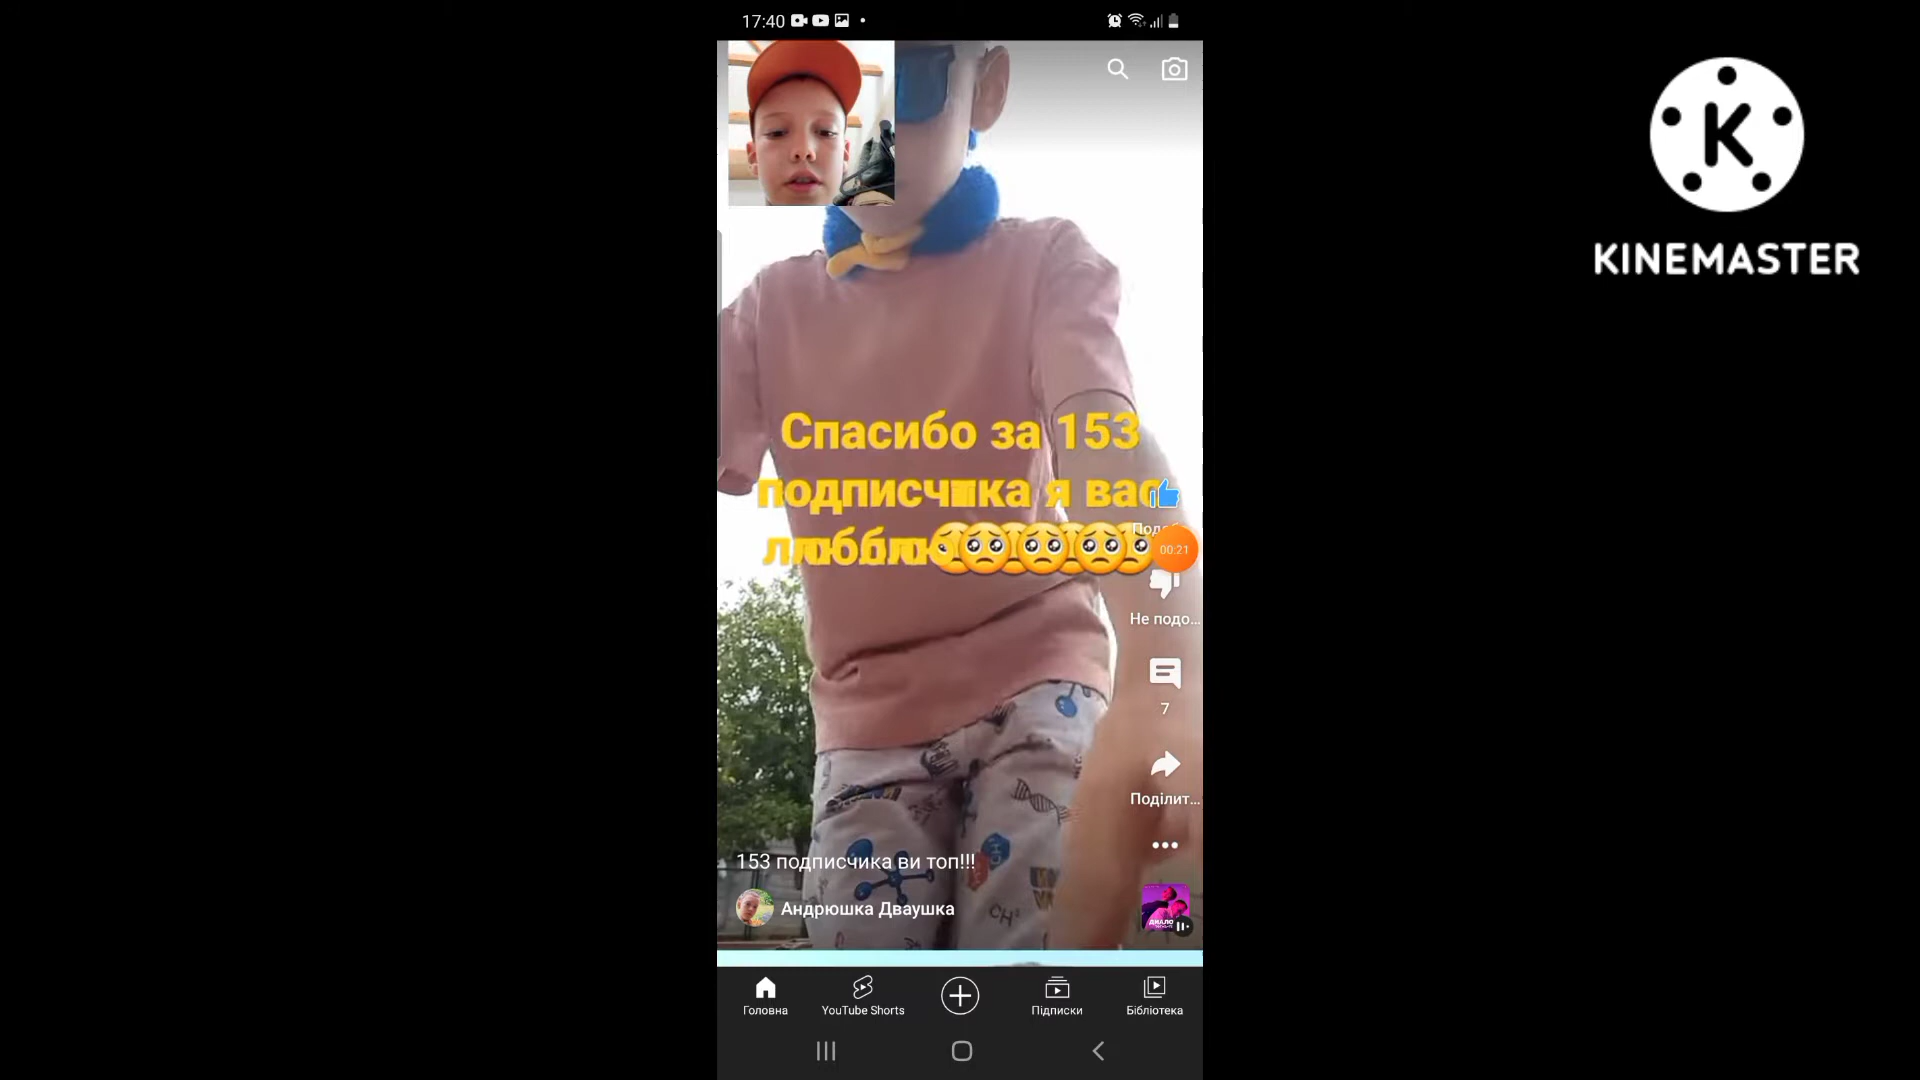 17:40
KINEMASTER
Спасибо за 153
подписчика я вас
люблю
00:21
Не подо...
7
Поділит...
153 подписчика ви топ!!!
Андрюшка Дваушка
Головна
YouTube Shorts
Підписки
Бібліотека